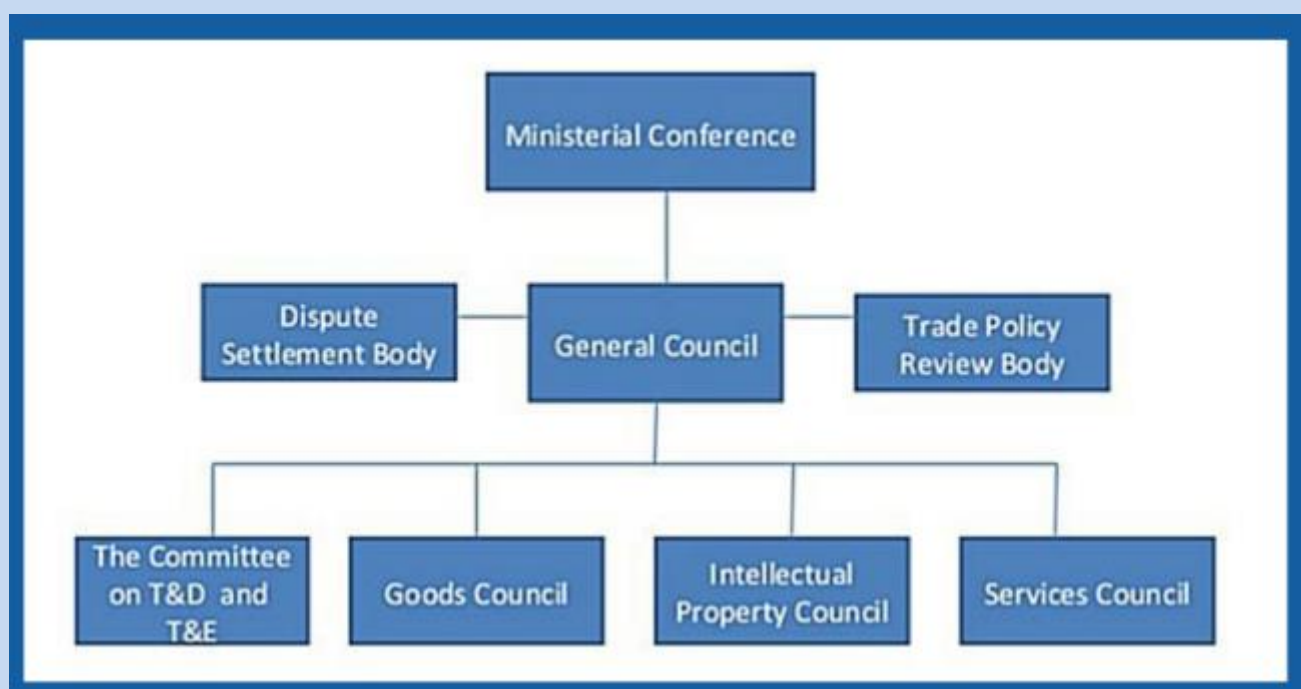 Ministerial Conference
Dispute
Settlement Body
General Council
Trade Policy
Review Body
The Committee
on T&D and
T&E
Goods Council
Intellectual
Property Council
Services Council